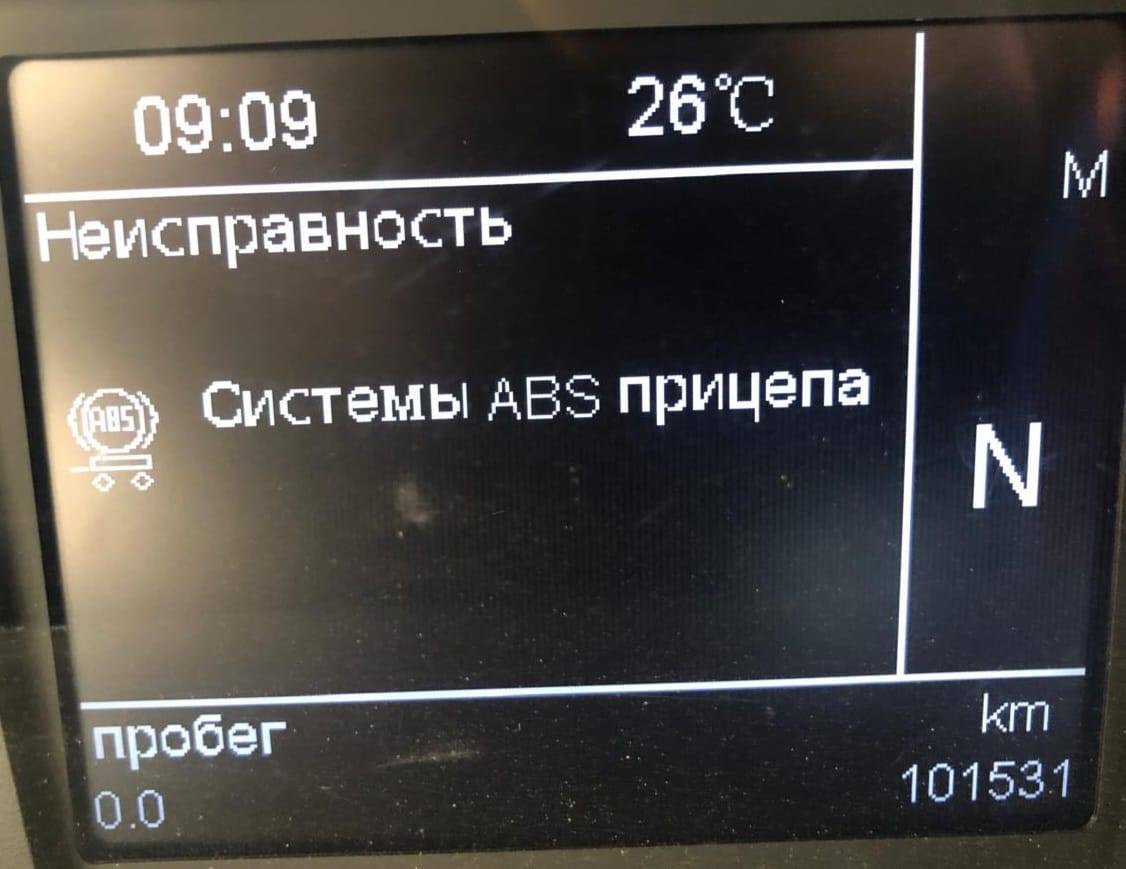 09:09 26°C
M
Неисправность
ABS Системы ABS прицепа
N
пробег km
0.0 101531